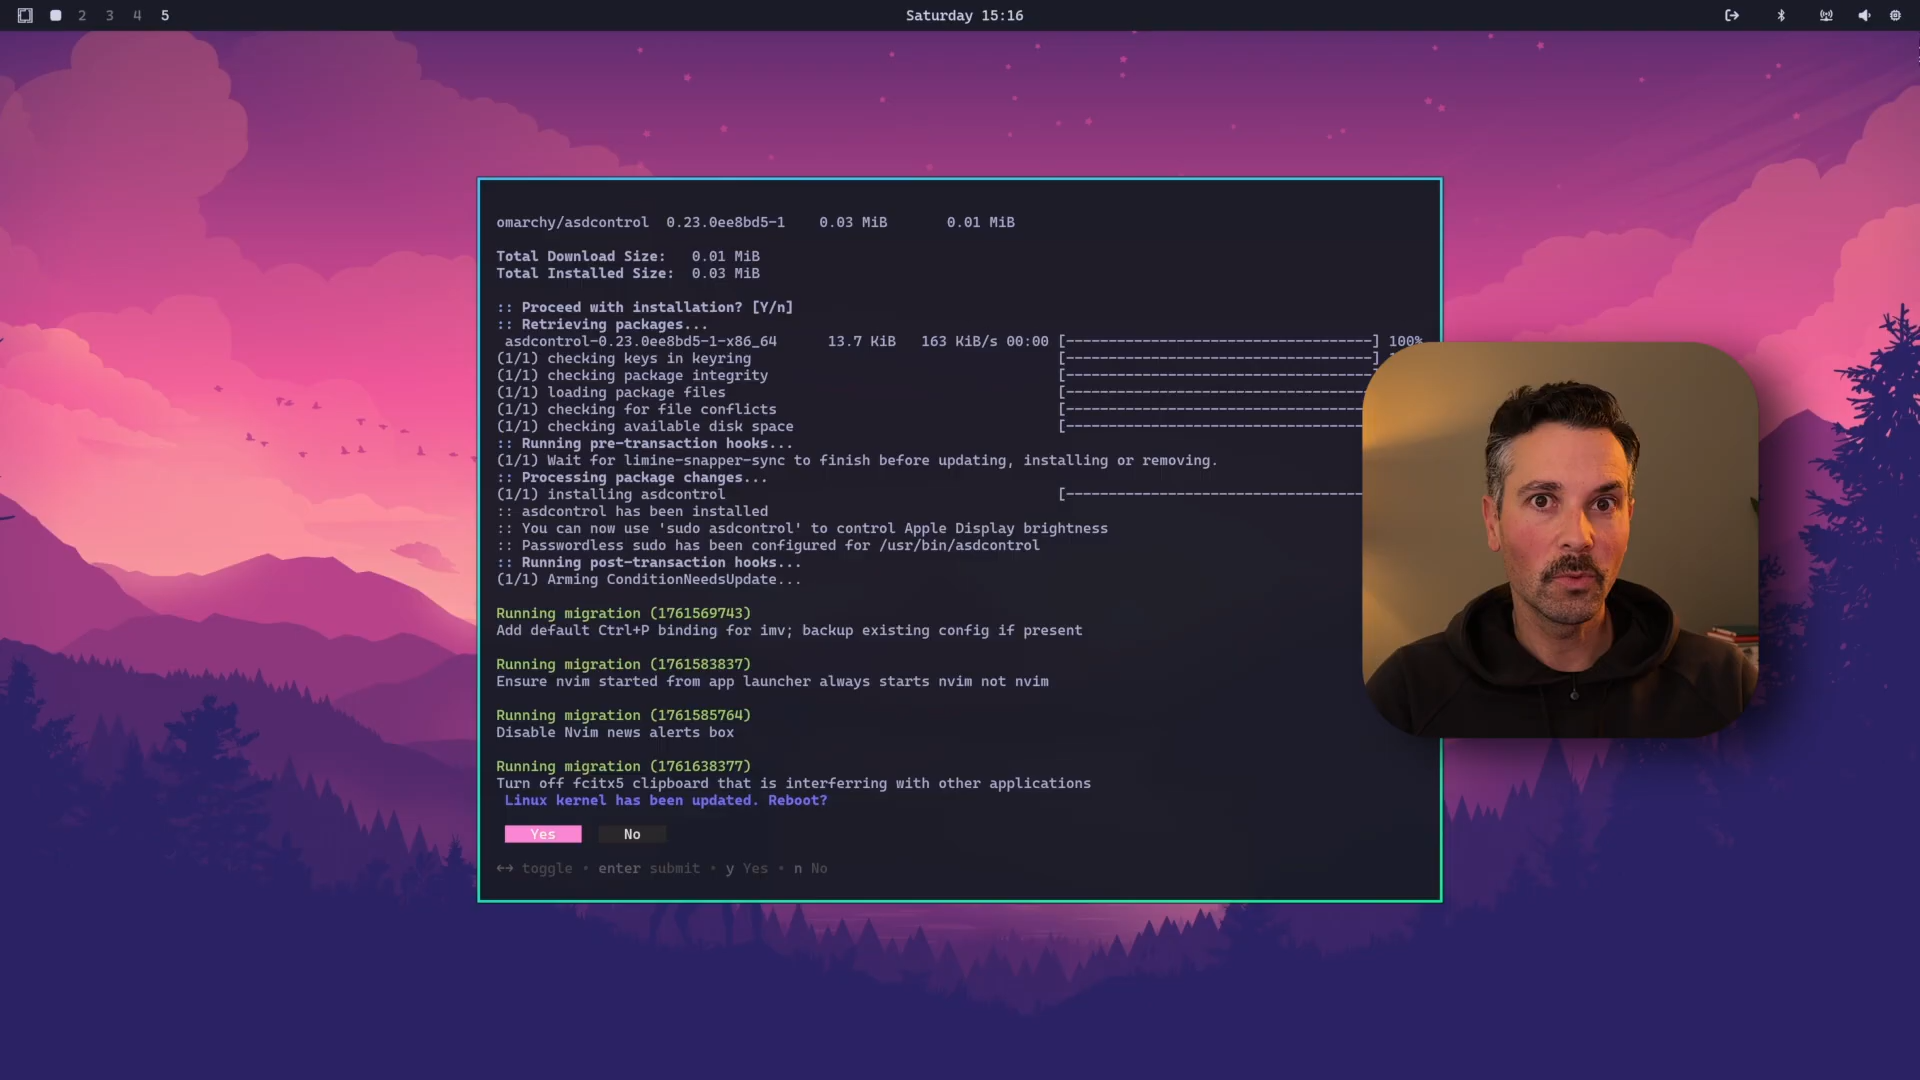 2 3 4 5
Saturday 15:16
omarchy/asdcontrol 0.23.0ee8bd5-1 0.03 MiB 0.01 MiB
Total Download Size: 0.01 MiB
Total Installed Size: 0.03 MiB
:: Proceed with installation? [Y/n]
:: Retrieving packages...
asdcontrol-0.23.0ee8bd5-1-x86_64 13.7 KiB 163 KiB/s 00:00 [------------------------------------] 100%
(1/1) checking keys in keyring [------------------------------------]
(1/1) checking package integrity [------------------------------------
(1/1) loading package files [-----------------------------------
(1/1) checking for file conflicts [-----------------------------------
(1/1) checking available disk space [-----------------------------------
:: Running pre-transaction hooks...
(1/1) Wait for limine-snapper-sync to finish before updating, installing or removing.
:: Processing package changes...
(1/1) installing asdcontrol [-----------------------------------
:: asdcontrol has been installed
:: You can now use 'sudo asdcontrol' to control Apple Display brightness
:: Passwordless sudo has been configured for /usr/bin/asdcontrol
:: Running post-transaction hooks...
(1/1) Arming ConditionNeedsUpdate...
Running migration (1761569743)
Add default Ctrl+P binding for imv; backup existing config if present
Running migration (1761583837)
Ensure nvim started from app launcher always starts nvim not nvim
Running migration (1761585764)
Disable Nvim news alerts box
Running migration (1761638377)
Turn off fcitx5 clipboard that is interferring with other applications
Linux kernel has been updated. Reboot?
Yes No
↔ toggle • enter submit • y Yes • n No